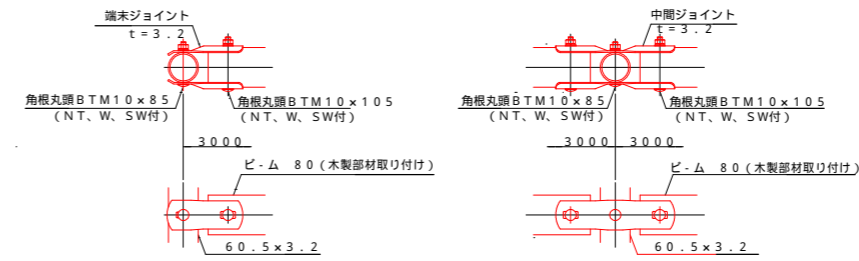 端末ジョイント
t=3.2
角根丸頭BTM10×85
(NT、W、SW付)
角根丸頭BTM10×105
(NT、W、SW付)
3000
ビ-ム 80(木製部材取り付け)
60.5×3.2
中間ジョイント
t=3.2
角根丸頭BTM10×85
(NT、W、SW付)
角根丸頭BTM10×105
(NT、W、SW付)
3000 3000
ビ-ム 80(木製部材取り付け)
60.5×3.2